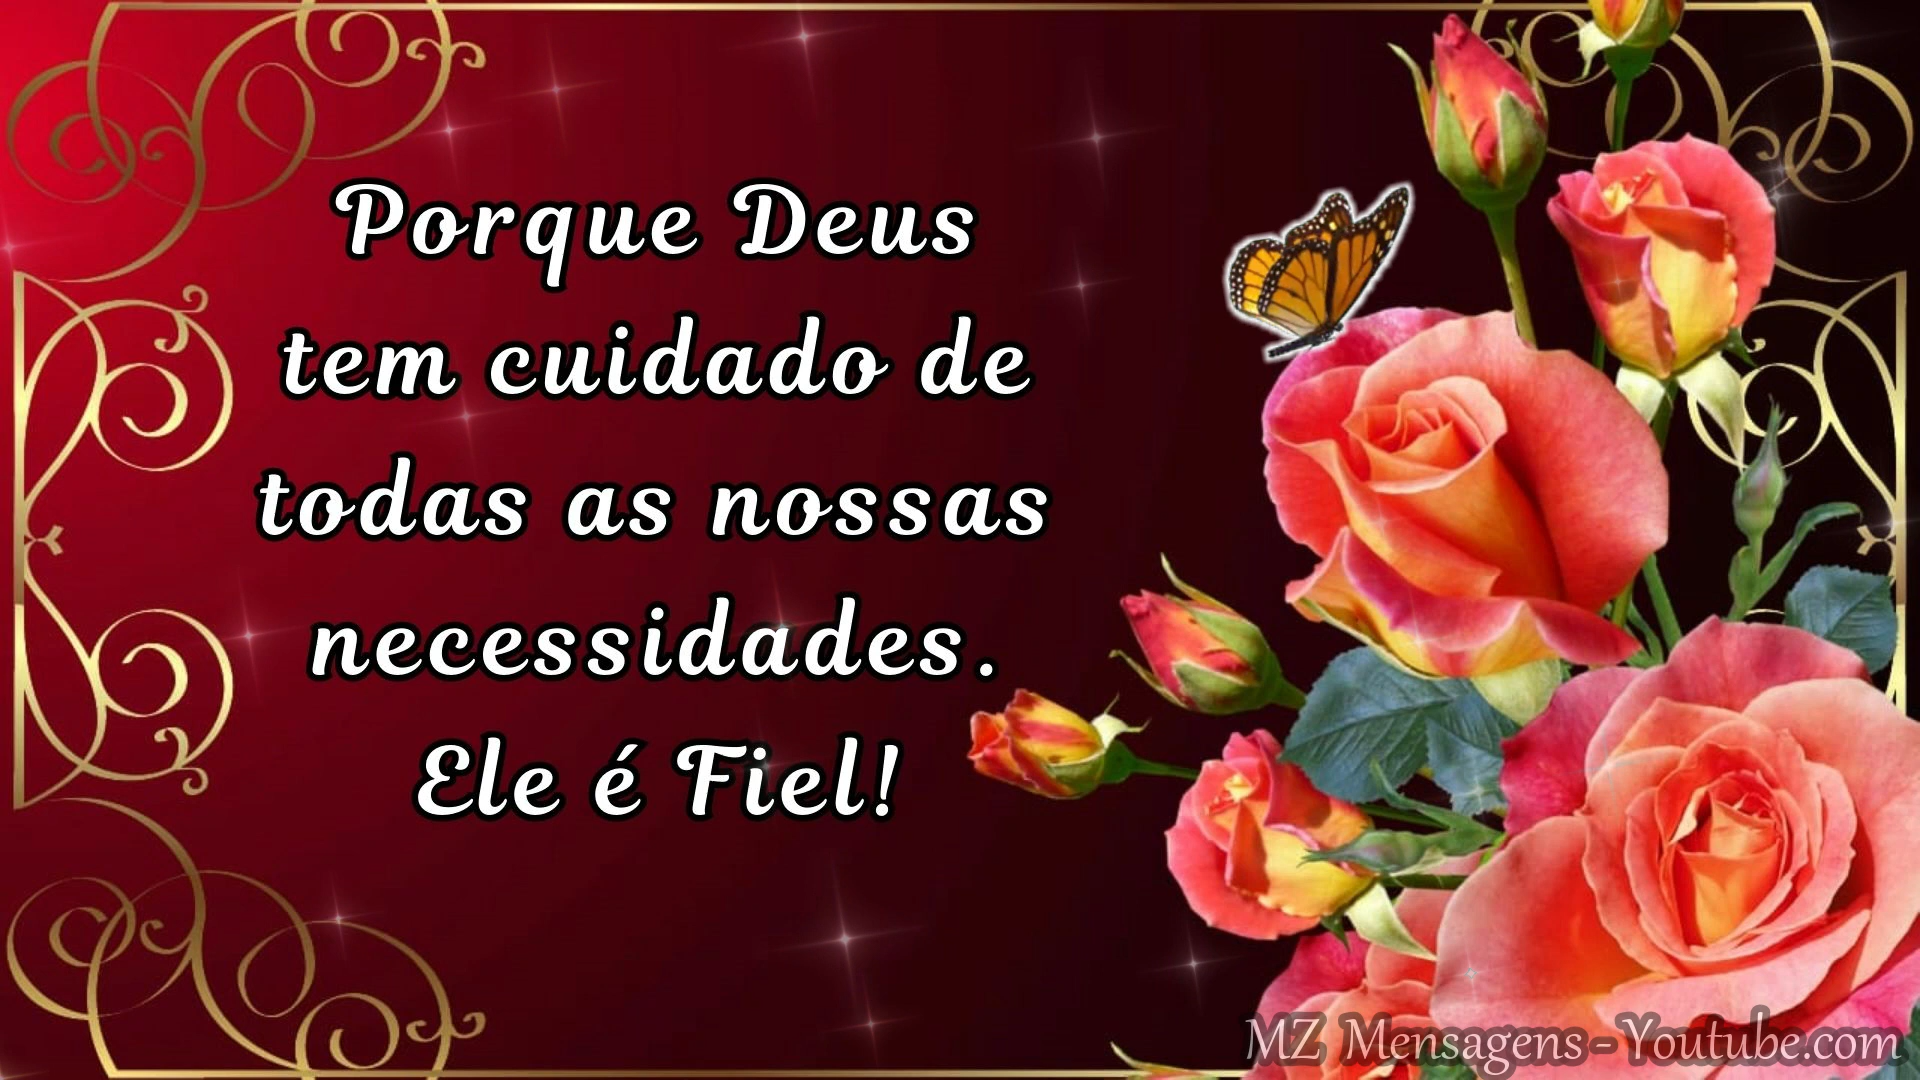 Porque Deus
tem cuidado de
todas as nossas
necessidades.
Ele é Fiel!
MZ Mensagens - Youtube.com